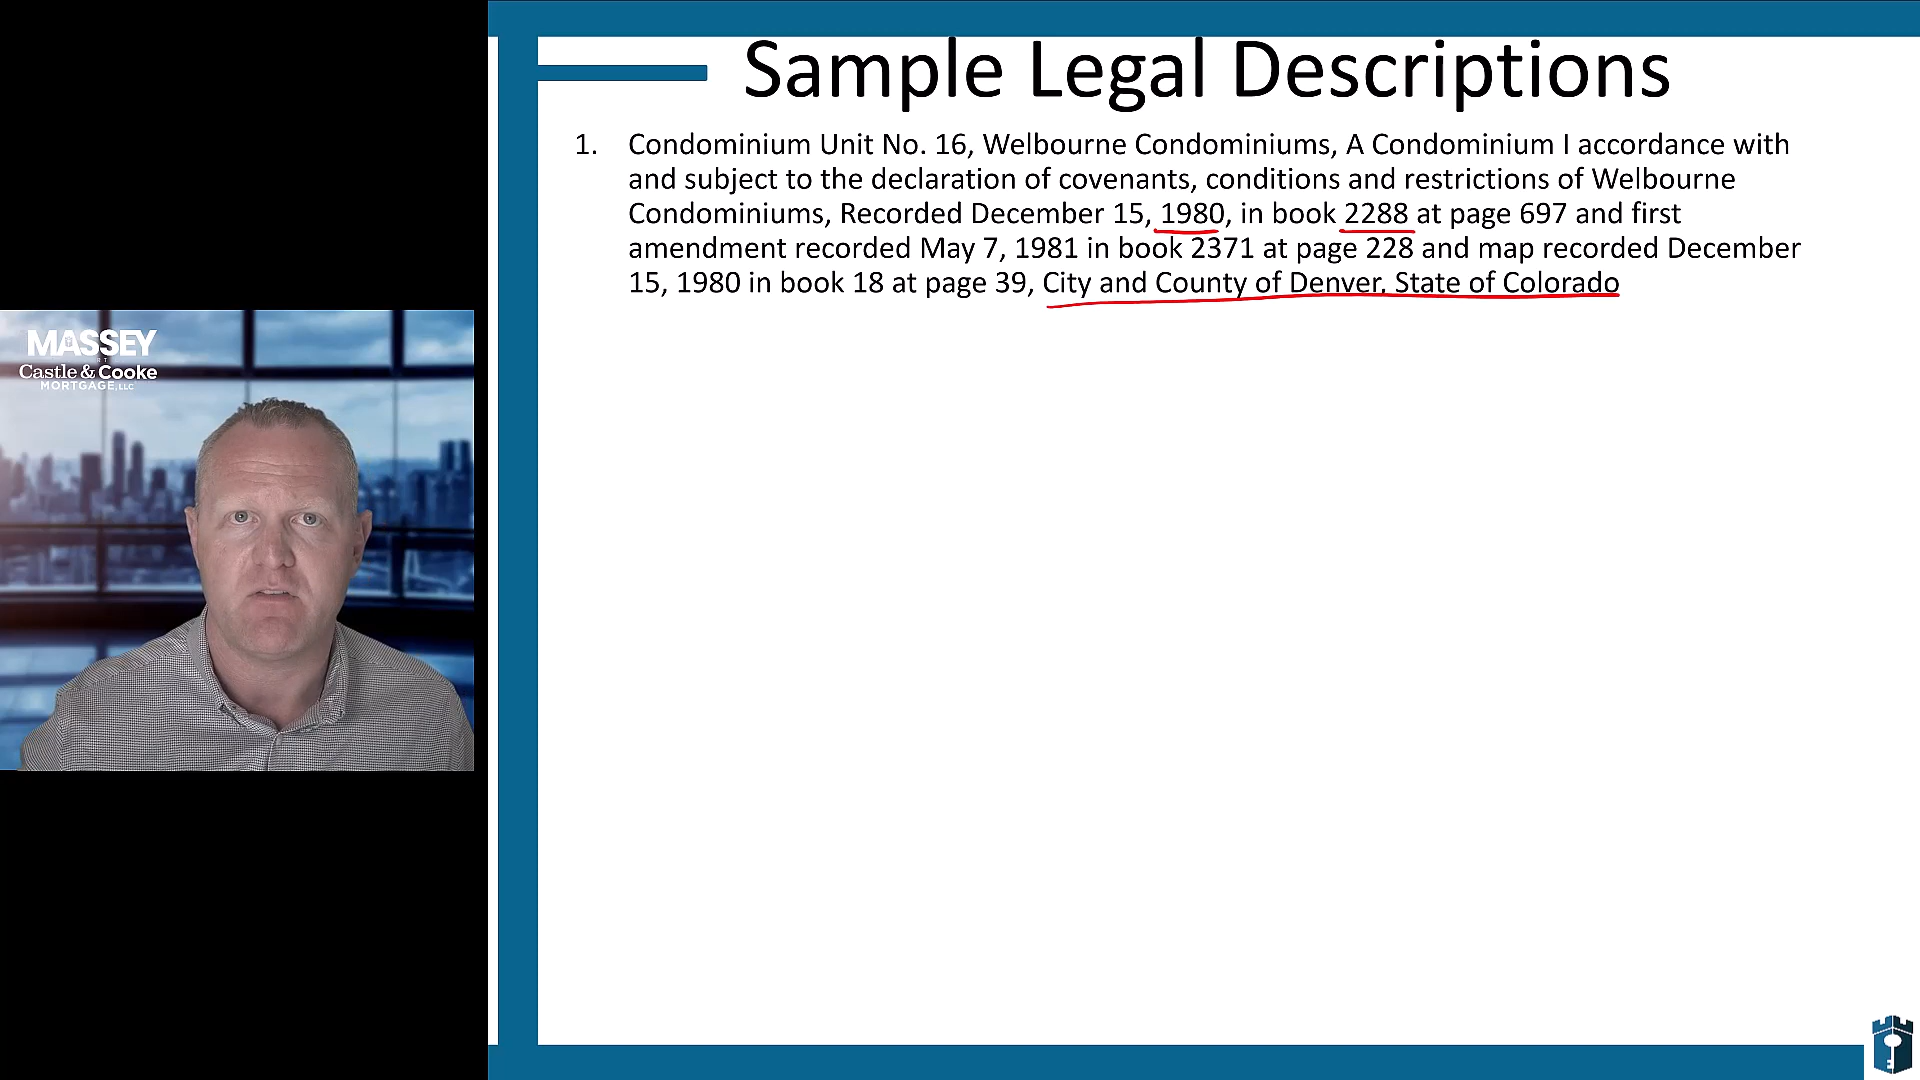 Sample Legal Descriptions
1. Condominium Unit No. 16, Welbourne Condominiums, A Condominium I accordance with
and subject to the declaration of covenants, conditions and restrictions of Welbourne
Condominiums, Recorded December 15, 1980, in book 2288 at page 697 and first
amendment recorded May 7, 1981 in book 2371 at page 228 and map recorded December
15, 1980 in book 18 at page 39, City and County of Denver, State of Colorado
MASSEY
AT
Castle & Cooke
MORTGAGE, LLC